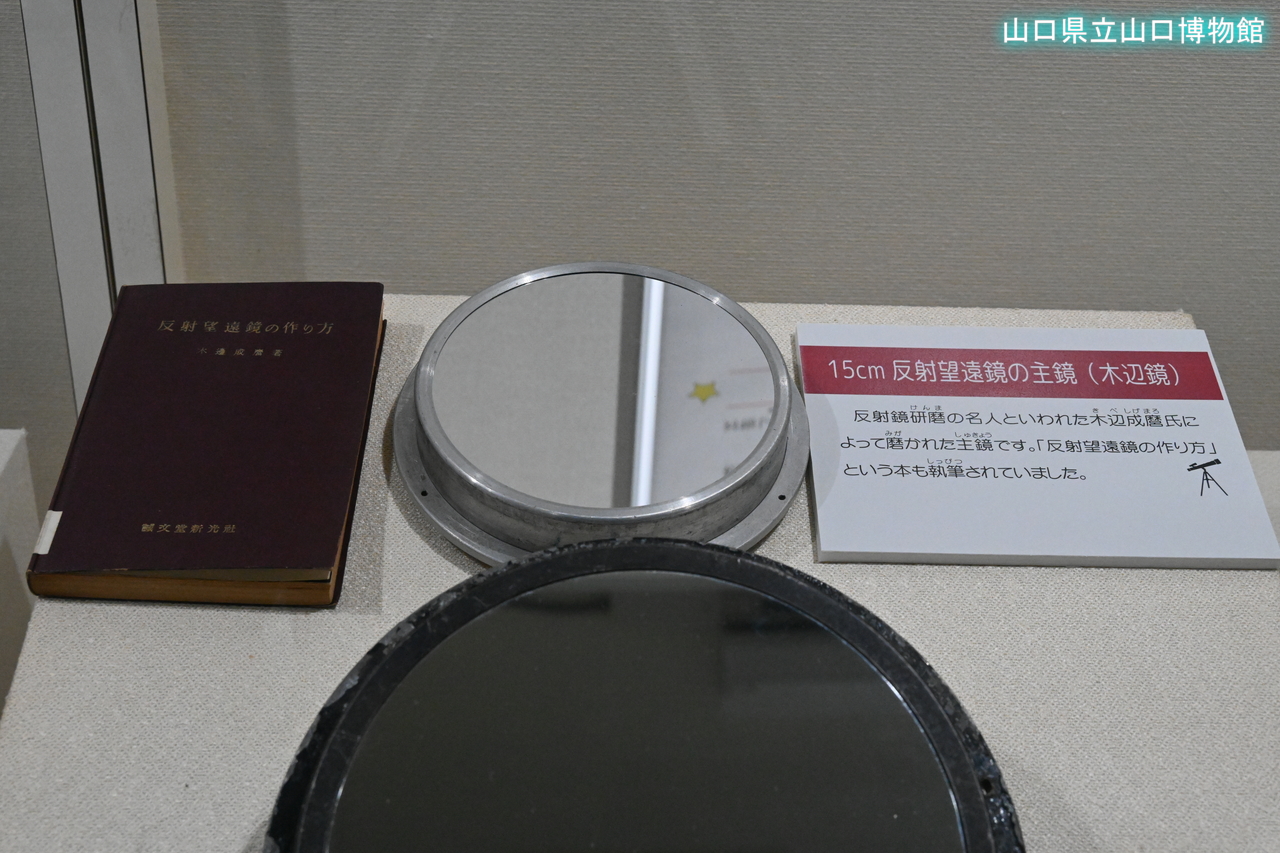 山口県立山口博物館
反射望遠鏡の作り方
木邊成麿著
誠文堂新光社
15cm 反射望遠鏡の主鏡（木辺鏡）
反射鏡研磨の名人といわれた木辺成麿氏に
よって磨かれた主鏡です。「反射望遠鏡の作り方」
という本も執筆されていました。